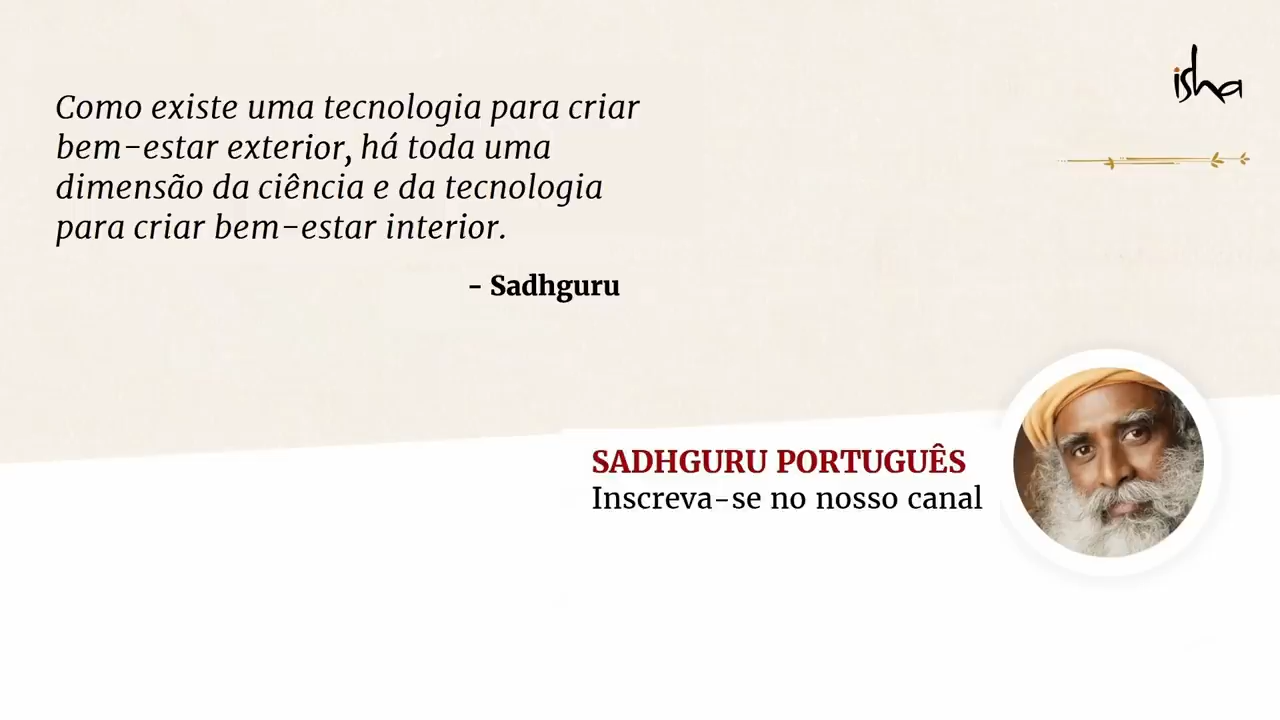 isha
Como existe uma tecnologia para criar
bem-estar exterior, há toda uma
dimensão da ciência e da tecnologia
para criar bem-estar interior.
- Sadhguru
SADHGURU PORTUGUÊS
Inscreva-se no nosso canal